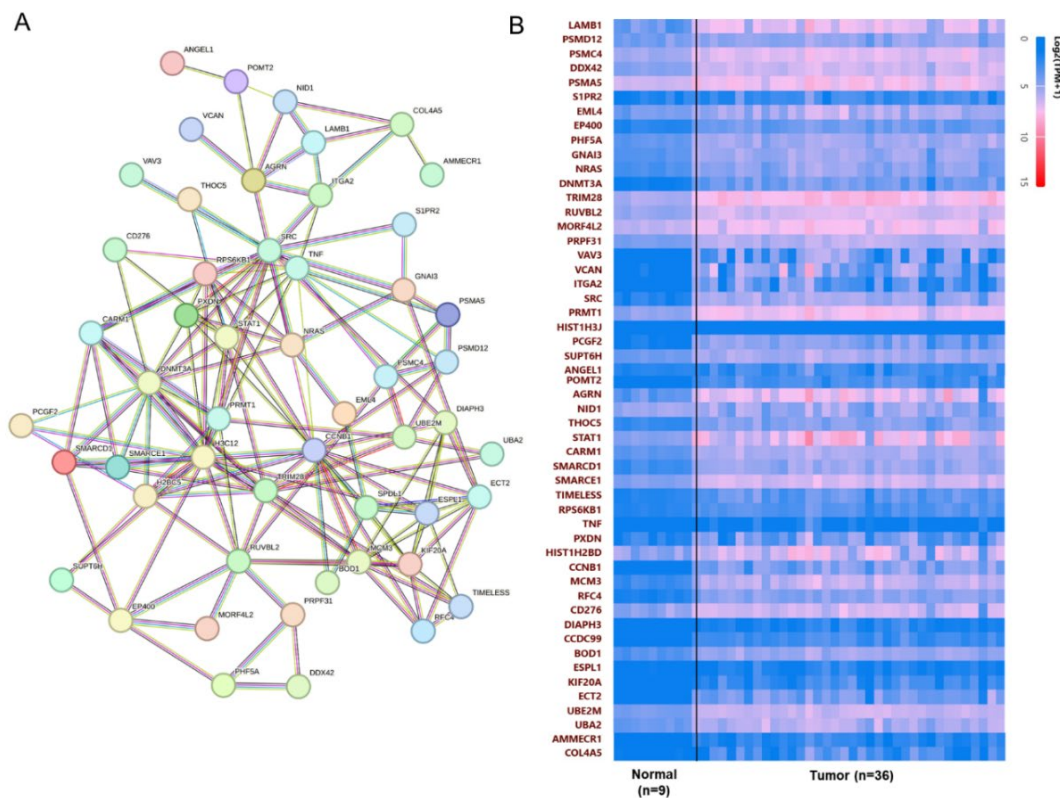 A
ANGEL1
POMT2
NID1
COL4A5
VCAN
LAMB1
AGRN
AMMECR1
VAV3
THOC5
ITGA2
S1PR2
CD276
SRC
RPS6KB1
TNF
GNAI3
PXDN
PSMA5
CARM1
STAT1
NRAS
PSMD12
DNMT3A
PSMC4
PRMT1
EML4
DIAPH3
PCGF2
UBE2M
SMARCD1
H3C12
CCNB1
UBA2
SMARCE1
TRIM28
H2BC5
SPDL1
ESPL1
ECT2
RUVBL2
MCM3
KIF20A
SUPT6H
BOD1
TIMELESS
EP400
MORF4L2
PRPF31
RFC4
PHF5A
DDX42
B
LAMB1
PSMD12
PSMC4
DDX42
PSMA5
S1PR2
EML4
EP400
PHF5A
GNAI3
NRAS
DNMT3A
TRIM28
RUVBL2
MORF4L2
PRPF31
VAV3
VCAN
ITGA2
SRC
PRMT1
HIST1H3J
PCGF2
SUPT6H
ANGEL1
POMT2
AGRN
NID1
THOC5
STAT1
CARM1
SMARCD1
SMARCE1
TIMELESS
RPS6KB1
TNF
PXDN
HIST1H2BD
CCNB1
MCM3
RFC4
CD276
DIAPH3
CCDC99
BOD1
ESPL1
KIF20A
ECT2
UBE2M
UBA2
AMMECR1
COL4A5
Normal
(n=9)
Tumor (n=36)
0
5
10
15
Log2(TPM+1)